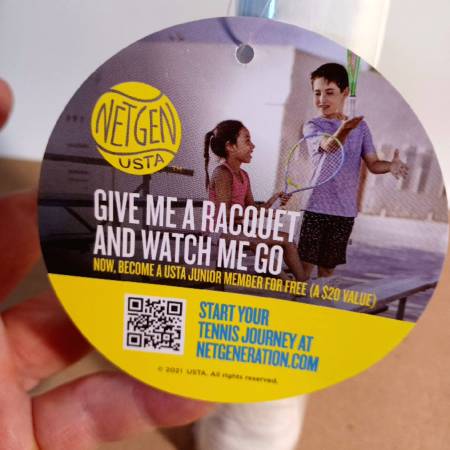 NETGEN
USTA
GIVE ME A RACQUET
AND WATCH ME GO
NOW, BECOME A USTA JUNIOR MEMBER FOR FREE (A $20 VALUE)
START YOUR
TENNIS JOURNEY AT
NETGENERATION.COM
© 2021 USTA. All rights reserved.